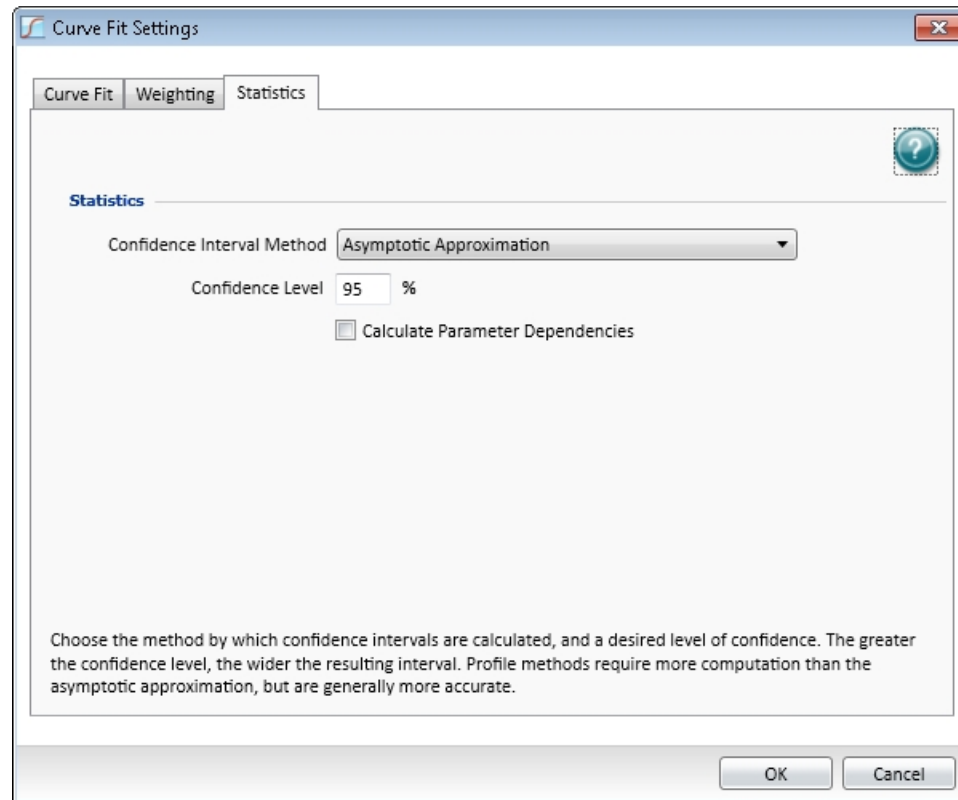 Curve Fit Settings
Curve Fit Weighting Statistics
?
Statistics
Confidence Interval Method Asymptotic Approximation
Confidence Level 95 %
Calculate Parameter Dependencies
Choose the method by which confidence intervals are calculated, and a desired level of confidence. The greater
the confidence level, the wider the resulting interval. Profile methods require more computation than the
asymptotic approximation, but are generally more accurate.
OK Cancel